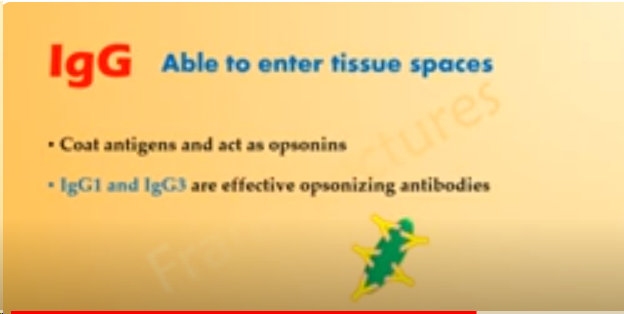 IgG Able to enter tissue spaces
• Coat antigens and act as opsonins
• IgG1 and IgG3 are effective opsonizing antibodies